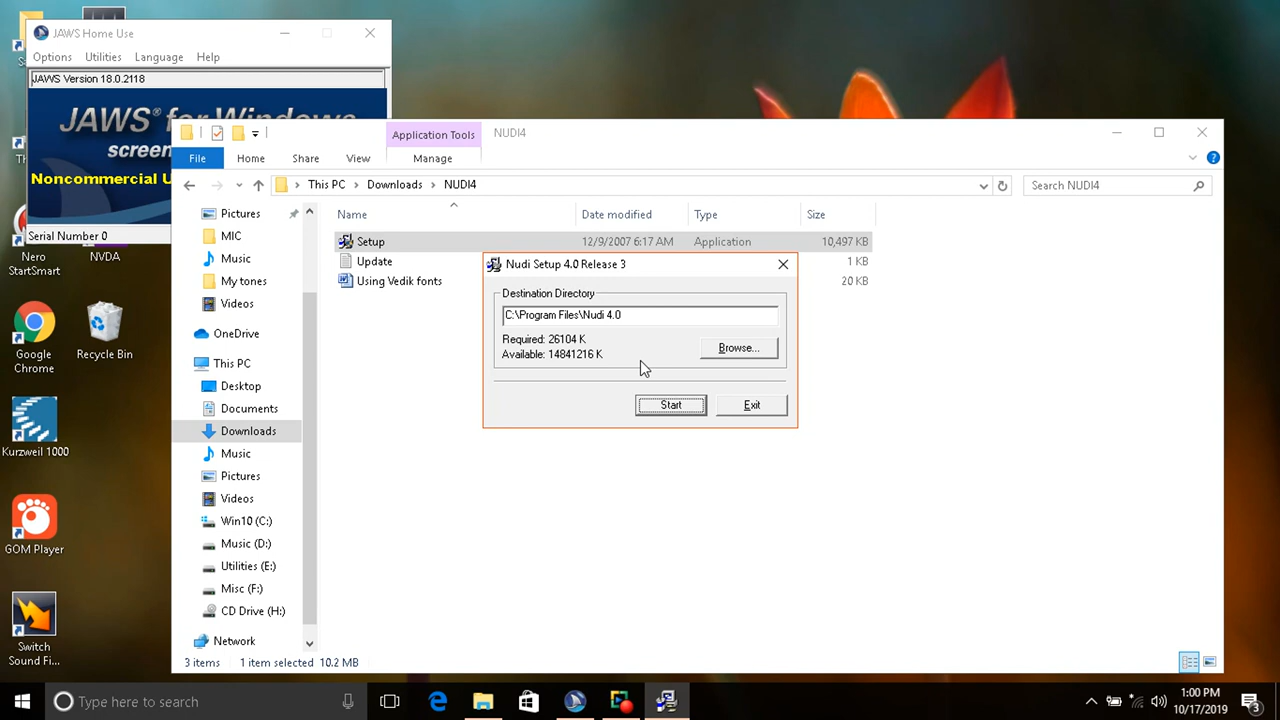 JAWS Home Use
Options Utilities Language Help
JAWS Version 18.0.2118
JAWS® for Windows
screen
Noncommercial U
Serial Number 0
Application Tools
NUDI4
File Home Share View Manage
This PC Downloads NUDI4
Search NUDI4
Pictures
MIC
Music
My tones
Videos
OneDrive
This PC
Desktop
Documents
Downloads
Music
Pictures
Videos
Win10 (C:)
Music (D:)
Utilities (E:)
Misc (F:)
CD Drive (H:)
Network
Name Date modified Type Size
Setup 12/9/2007 6:17 AM Application 10,497 KB
Update 1 KB
Using Vedik fonts 20 KB
3 items 1 item selected 10.2 MB
Nudi Setup 4.0 Release 3
Destination Directory
C:\Program Files\Nudi 4.0
Required: 26104 K
Available: 14841216 K
Browse...
Start Exit
Nero
StartSmart
NVDA
Google
Chrome
Recycle Bin
Kurzweil 1000
GOM Player
Switch
Sound Fi...
Type here to search
1:00 PM
10/17/2019
3